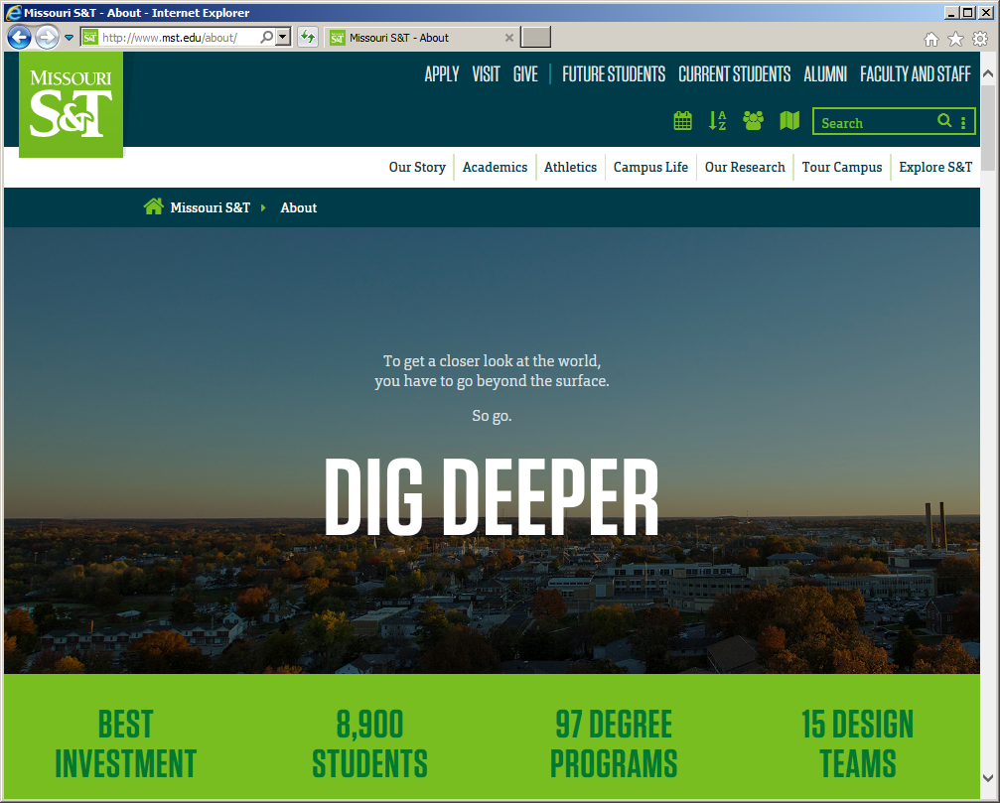 Missouri S&T - About - Internet Explorer
http://www.mst.edu/about/
Missouri S&T - About
MISSOURI
S&T
APPLY VISIT GIVE FUTURE STUDENTS CURRENT STUDENTS ALUMNI FACULTY AND STAFF
A
Z
Search
Our Story Academics Athletics Campus Life Our Research Tour Campus Explore S&T
Missouri S&T About
To get a closer look at the world,
you have to go beyond the surface.
So go.
DIG DEEPER
BEST
INVESTMENT
8,900
STUDENTS
97 DEGREE
PROGRAMS
15 DESIGN
TEAMS